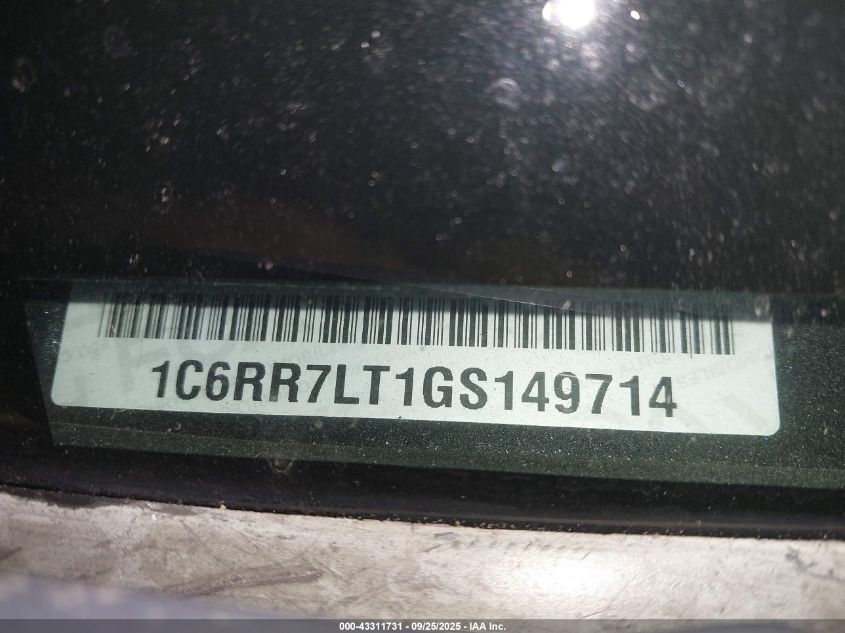 1C6RR7LT1GS149714
000-43311731 - 09/25/2025 - IAA Inc.